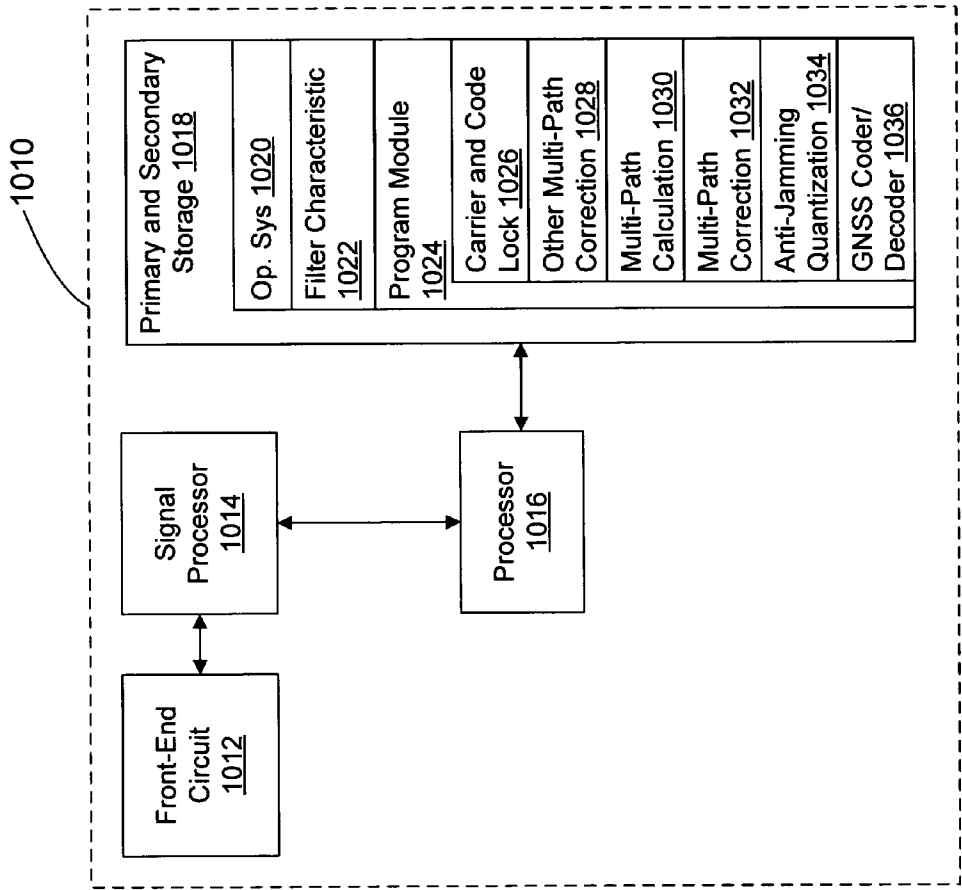 1010
Front-End
Circuit
1012
Signal
Processor
1014
Processor
1016
Primary and Secondary
Storage 1018
Op. Sys 1020
Filter Characteristic
1022
Program Module
1024
Carrier and Code
Lock 1026
Other Multi-Path
Correction 1028
Multi-Path
Calculation 1030
Multi-Path
Correction 1032
Anti-Jamming
Quantization 1034
GNSS Coder/
Decoder 1036